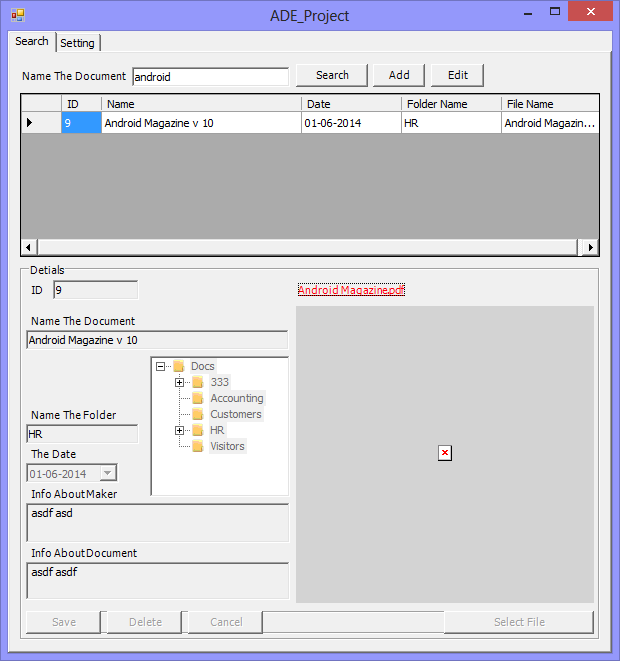 ADE_Project
Search Setting
Name The Document android Search Add Edit
ID Name Date Folder Name File Name
9 Android Magazine v 10 01-06-2014 HR Android Magazin...
Detials
ID 9
Android Magazine.pdf
Name The Document
Android Magazine v 10
Docs
333
Accounting
Customers
HR
Visitors
Name The Folder
HR
The Date
01-06-2014
Info About Maker
asdf asd
Info About Document
asdf asdf
Save Delete Cancel Select File